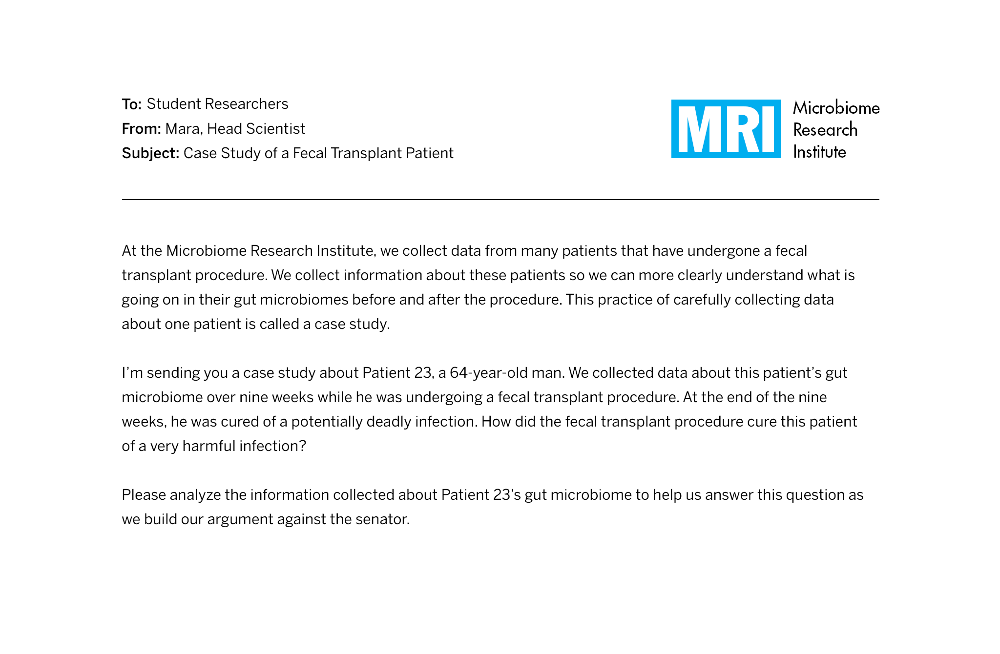 To: Student Researchers
From: Mara, Head Scientist
Subject: Case Study of a Fecal Transplant Patient
MRI
Microbiome
Research
Institute
At the Microbiome Research Institute, we collect data from many patients that have undergone a fecal
transplant procedure. We collect information about these patients so we can more clearly understand what is
going on in their gut microbiomes before and after the procedure. This practice of carefully collecting data
about one patient is called a case study.
I’m sending you a case study about Patient 23, a 64-year-old man. We collected data about this patient’s gut
microbiome over nine weeks while he was undergoing a fecal transplant procedure. At the end of the nine
weeks, he was cured of a potentially deadly infection. How did the fecal transplant procedure cure this patient
of a very harmful infection?
Please analyze the information collected about Patient 23’s gut microbiome to help us answer this question as
we build our argument against the senator.